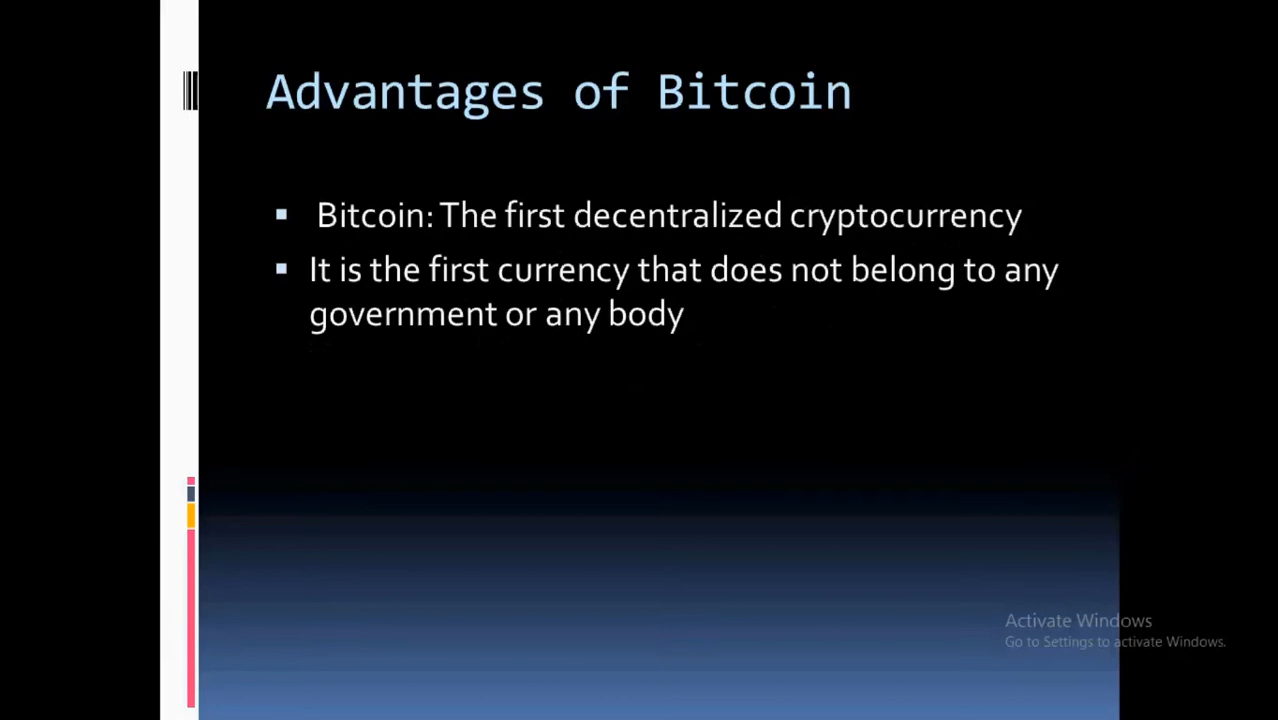 Advantages of Bitcoin
▪ Bitcoin: The first decentralized cryptocurrency
▪ It is the first currency that does not belong to any
government or any body
Activate Windows
Go to Settings to activate Windows.